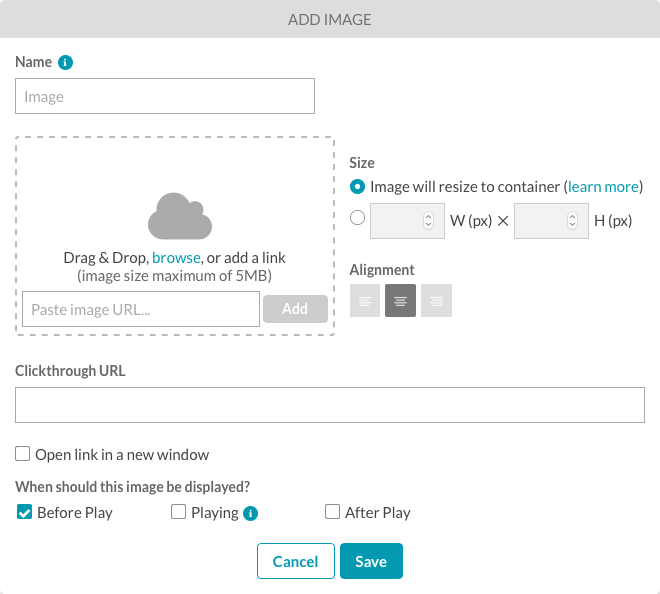 ADD IMAGE
Name
Image
Drag & Drop, browse, or add a link
(image size maximum of 5MB)
Paste image URL... Add
Size
Image will resize to container (learn more)
W (px) × H (px)
Alignment
Clickthrough URL
Open link in a new window
When should this image be displayed?
Before Play Playing After Play
Cancel Save